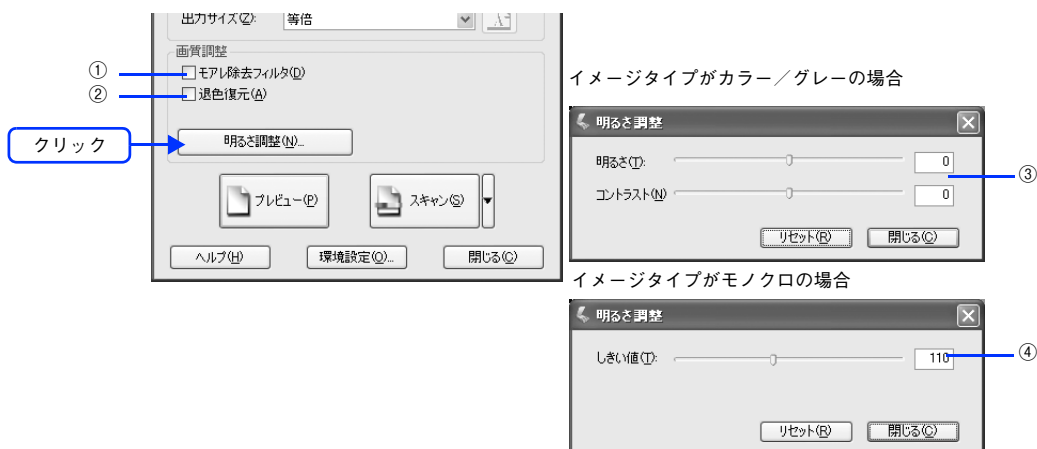 出力サイズ(Z): 等倍
画質調整
① モアレ除去フィルタ(D)
② 退色復元(A)
クリック
明るさ調整(N)...
プレビュー(P) スキャン(S)
ヘルプ(H) 環境設定(O)... 閉じる(C)
イメージタイプがカラー／グレーの場合
明るさ調整
明るさ(T): 0
③
コントラスト(N) 0
リセット(R) 閉じる(C)
イメージタイプがモノクロの場合
明るさ調整
しきい値(T): 110 ④
リセット(R) 閉じる(C)